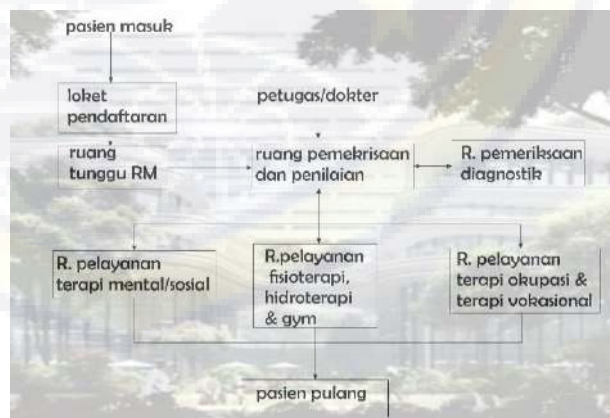 pasien masuk
loket
pendaftaran
petugas/dokter
ruang
tunggu RM
ruang pemekrisaan
dan penilaian
R. pemeriksaan
diagnostik
R. pelayanan
terapi mental/sosial
R.pelayanan
fisioterapi,
hidroterapi
& gym
R. pelayanan
terapi okupasi &
terapi vokasional
pasien pulang